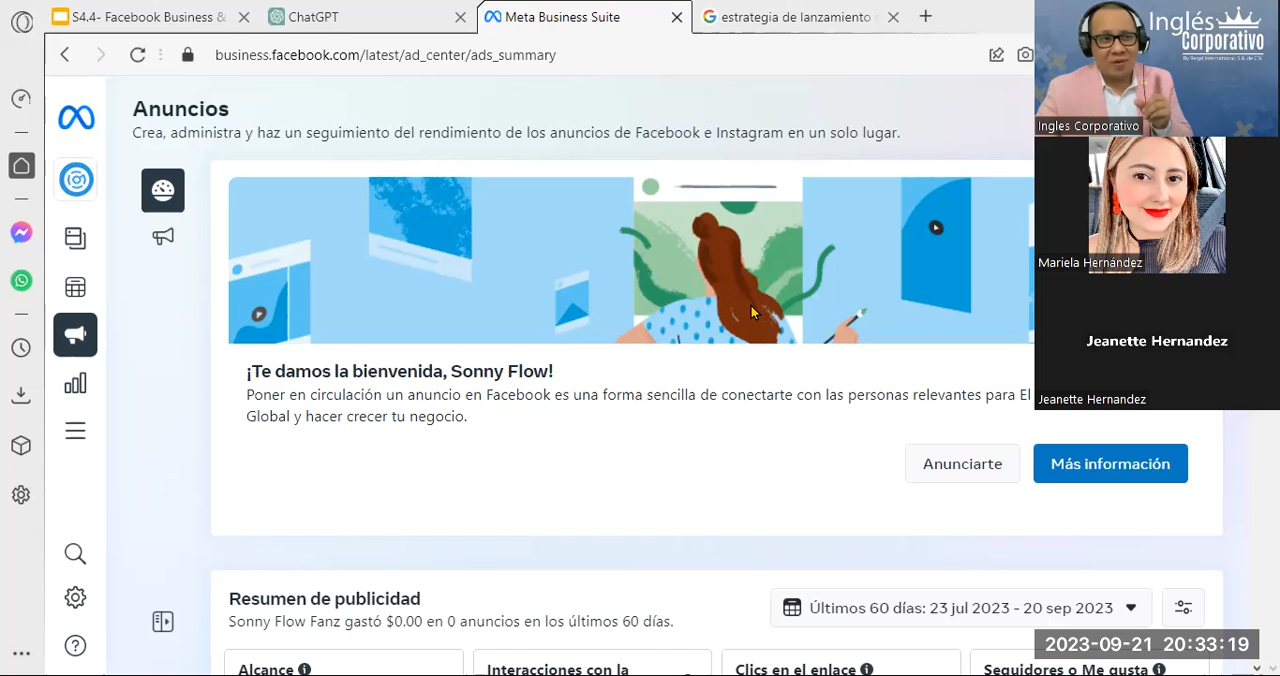 S4.4- Facebook Business &
ChatGPT
Meta Business Suite
estrategia de lanzamiento
business.facebook.com/latest/ad_center/ads_summary
Inglés
Corporativo
By Regal International, S.A. de C.V.
Ingles Corporativo
Mariela Hernández
Jeanette Hernandez
Jeanette Hernandez
Anuncios
Crea, administra y haz un seguimiento del rendimiento de los anuncios de Facebook e Instagram en un solo lugar.
¡Te damos la bienvenida, Sonny Flow!
Poner en circulación un anuncio en Facebook es una forma sencilla de conectarte con las personas relevantes para El
Global y hacer crecer tu negocio.
Anunciarte
Más información
Resumen de publicidad
Sonny Flow Fanz gastó $0.00 en 0 anuncios en los últimos 60 días.
Últimos 60 días: 23 jul 2023 - 20 sep 2023
2023-09-21 20:33:19
Alcance
Interacciones con la
Clics en el enlace
Seguidores o Me gusta